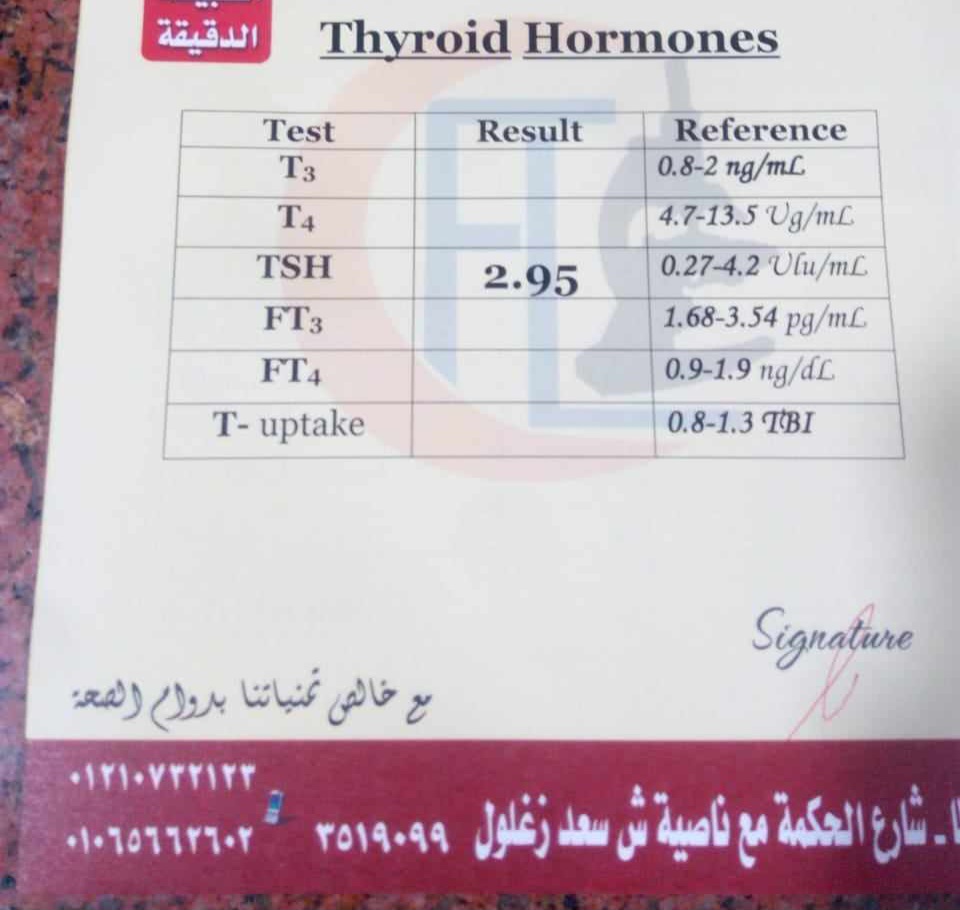 الدقيقة
Thyroid Hormones
Test Result Reference
T3 0.8-2 ng/mL
T4 4.7-13.5 Ug/mL
TSH 2.95 0.27-4.2 Ulu/mL
FT3 1.68-3.54 pg/mL
FT4 0.9-1.9 ng/dL
T- uptake 0.8-1.3 TBI
Signature
مع خالص تمنياتنا بدوام الصحة
٠١٢١٠٧٣٢١٢٣
٠١٠٦٥٦٦٢٦٠٢ ٣٥١٩٠٩٩ شارع الحكمة مع ناصية ش سعد زغلول